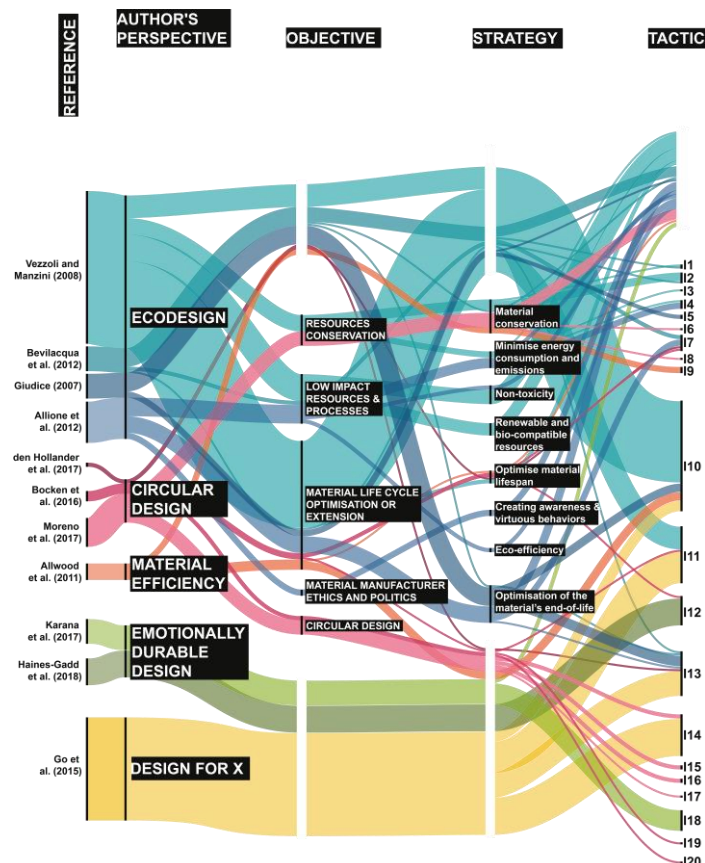 REFERENCE
AUTHOR'S
PERSPECTIVE
OBJECTIVE
STRATEGY
TACTIC
Vezzoli and
Manzini (2008)
Bevilacqua
et al. (2012)
Giudice (2007)
Allione et
al. (2012)
den Hollander
et al. (2017)
Bocken et al.
(2016)
Moreno et
al. (2017)
Allwood et
al. (2011)
Karana et al.
(2017)
Haines-Gadd
et al. (2018)
Go et
al. (2015)
ECODESIGN
CIRCULAR
DESIGN
MATERIAL
EFFICIENCY
EMOTIONALLY
DURABLE
DESIGN
DESIGN FOR X
RESOURCES
CONSERVATION
LOW IMPACT
RESOURCES &
PROCESSES
MATERIAL LIFE CYCLE
OPTIMISATION OR
EXTENSION
MATERIAL MANUFACTURER
ETHICS AND POLITICS
CIRCULAR DESIGN
Material
conservation
Minimise energy
consumption and
emissions
Non-toxicity
Renewable and
bio-compatible
resources
Optimise material
lifespan
Creating awareness &
virtuous behaviors
Eco-efficiency
Optimisation of the
material's end-of-life
I1
I2
I3
I4
I5
I6
I7
I8
I9
I10
I11
I12
I13
I14
I15
I16
I17
I18
I19
I20